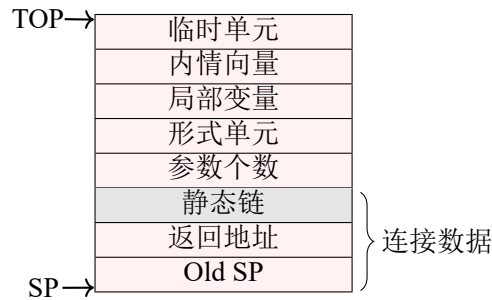 TOP
临时单元
内情向量
局部变量
形式单元
参数个数
静态链
返回地址
连接数据
Old SP
SP